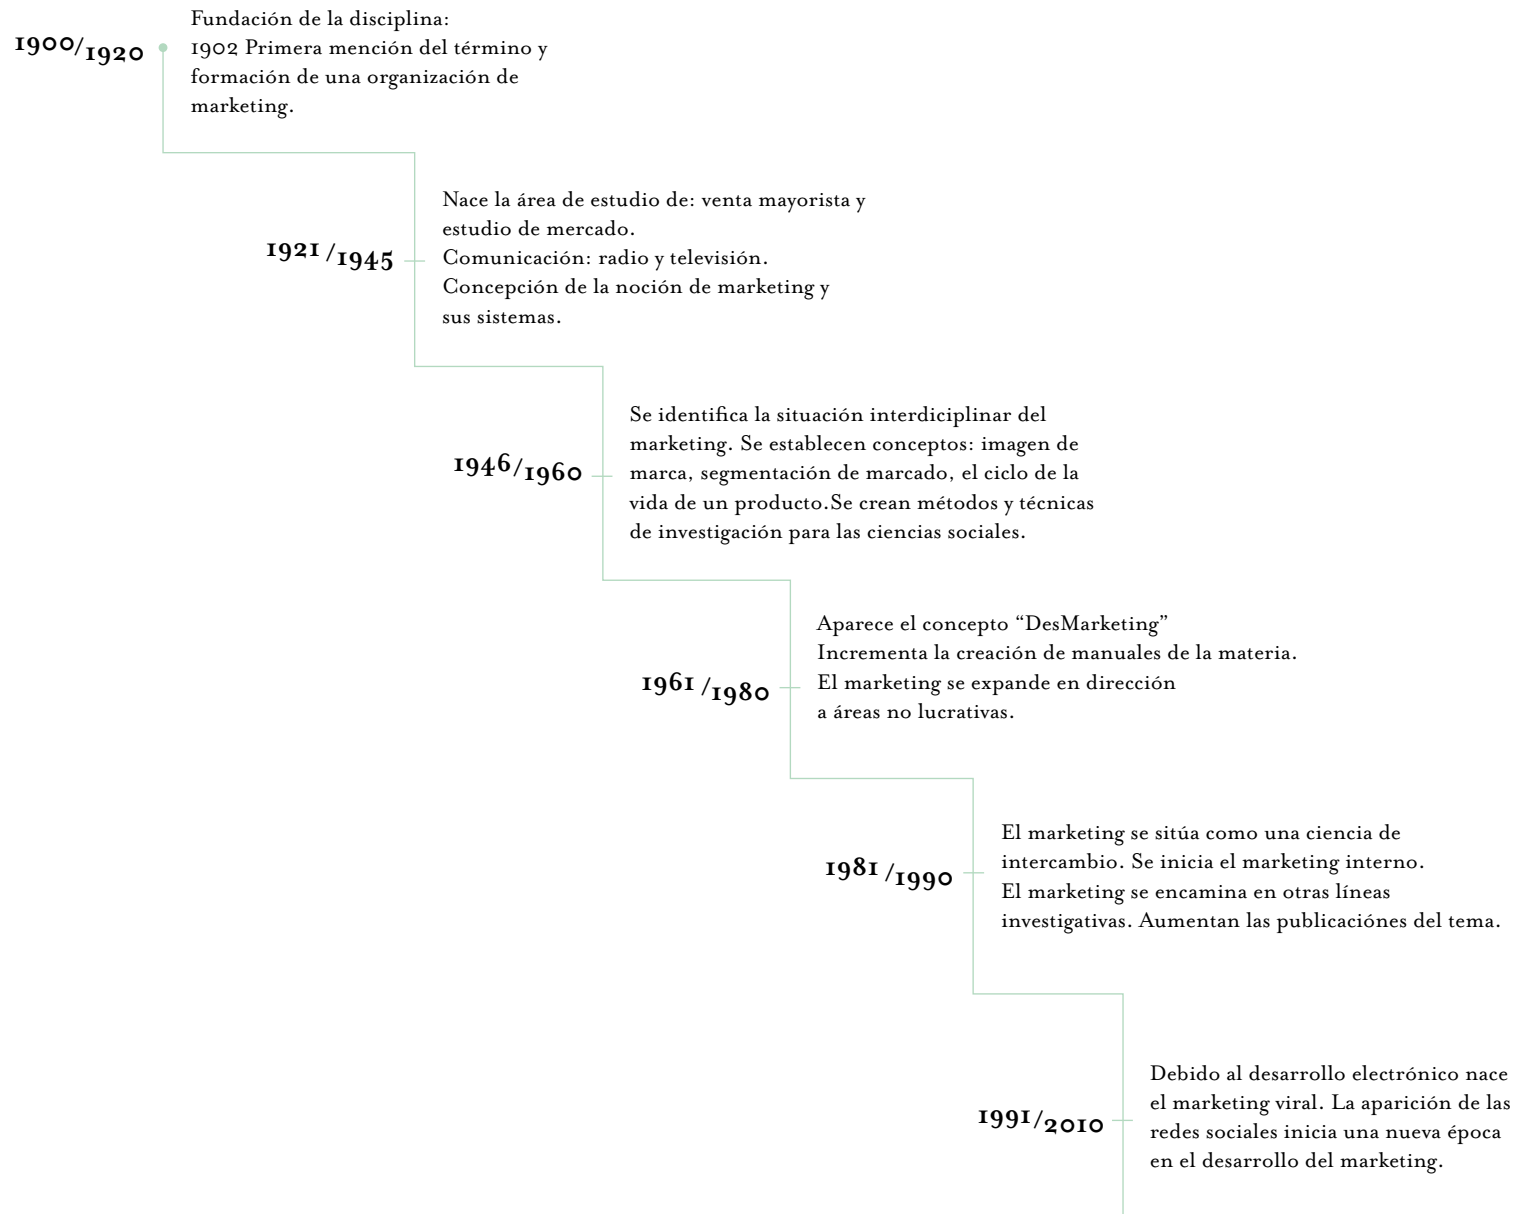 1900/1920
Fundación de la disciplina:
1902 Primera mención del término y
formación de una organización de
marketing.
1921/1945
Nace la área de estudio de: venta mayorista y
estudio de mercado.
Comunicación: radio y televisión.
Concepción de la noción de marketing y
sus sistemas.
1946/1960
Se identifica la situación interdiciplinar del
marketing. Se establecen conceptos: imagen de
marca, segmentación de marcado, el ciclo de la
vida de un producto.Se crean métodos y técnicas
de investigación para las ciencias sociales.
1961/1980
Aparece el concepto “DesMarketing”
Incrementa la creación de manuales de la materia.
El marketing se expande en dirección
a áreas no lucrativas.
1981/1990
El marketing se sitúa como una ciencia de
intercambio. Se inicia el marketing interno.
El marketing se encamina en otras líneas
investigativas. Aumentan las publicaciónes del tema.
1991/2010
Debido al desarrollo electrónico nace
el marketing viral. La aparición de las
redes sociales inicia una nueva época
en el desarrollo del marketing.